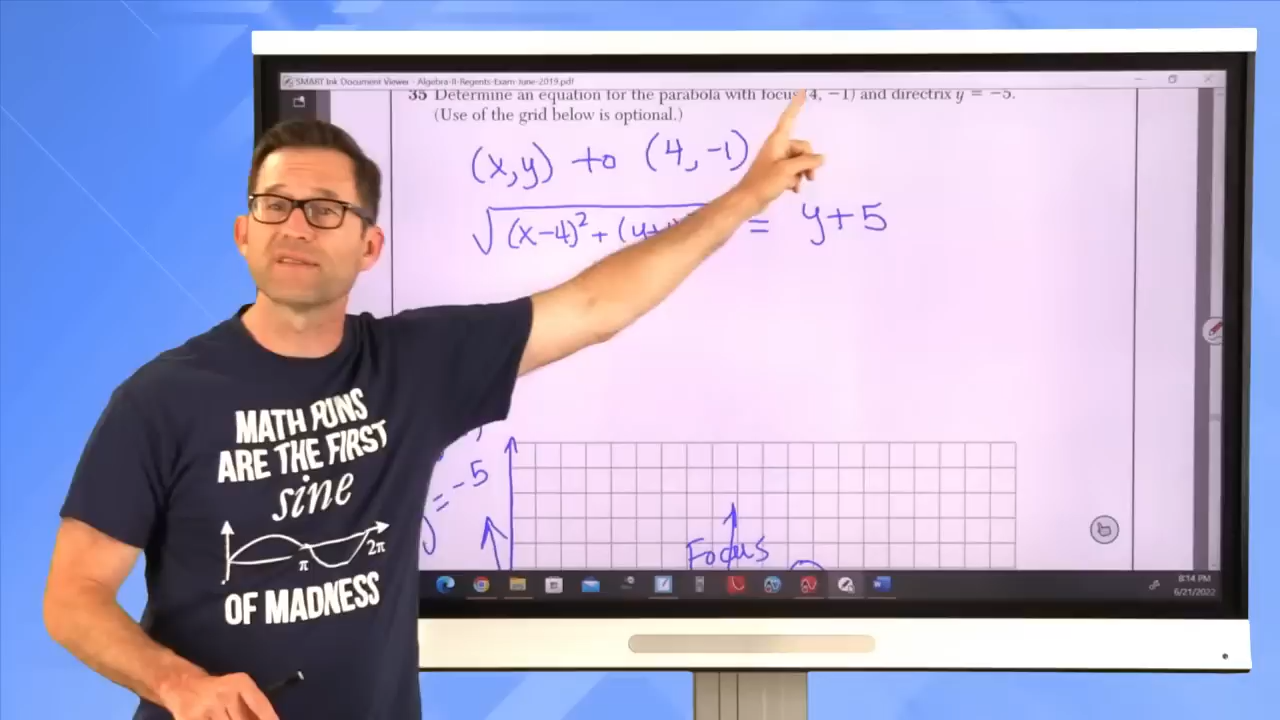 SMART Ink Document Viewer - Algebra-II-Regents-Exam-June-2019.pdf
35 Determine an equation for the parabola with focus (4, −1) and directrix y = −5.
(Use of the grid below is optional.)
(x,y) to (4,-1)
√(x-4)² + (y+ = y+5
= -5
Focus
MATH PUNS
ARE THE FIRST
sine
π
2π
OF MADNESS
8:14 PM
6/21/2022